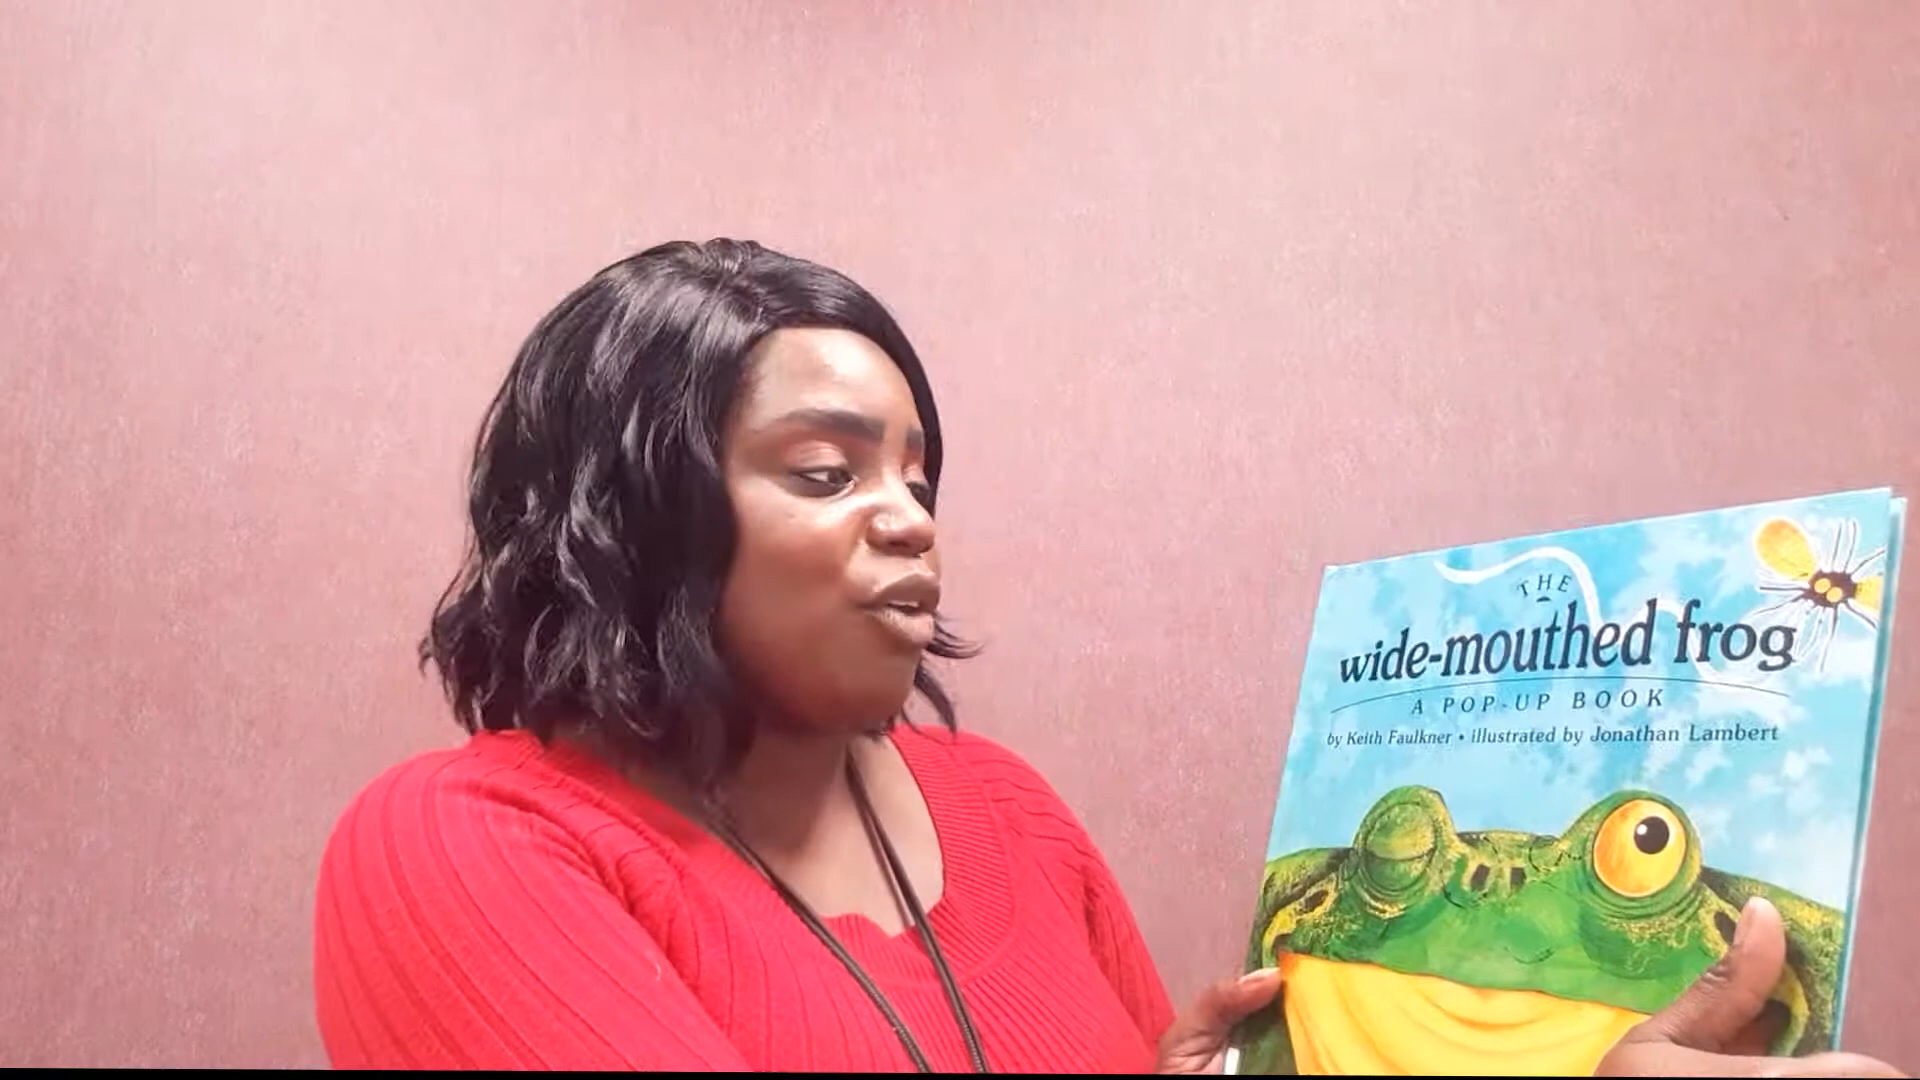 THE
wide-mouthed frog
A POP-UP BOOK
by Keith Faulkner • illustrated by Jonathan Lambert